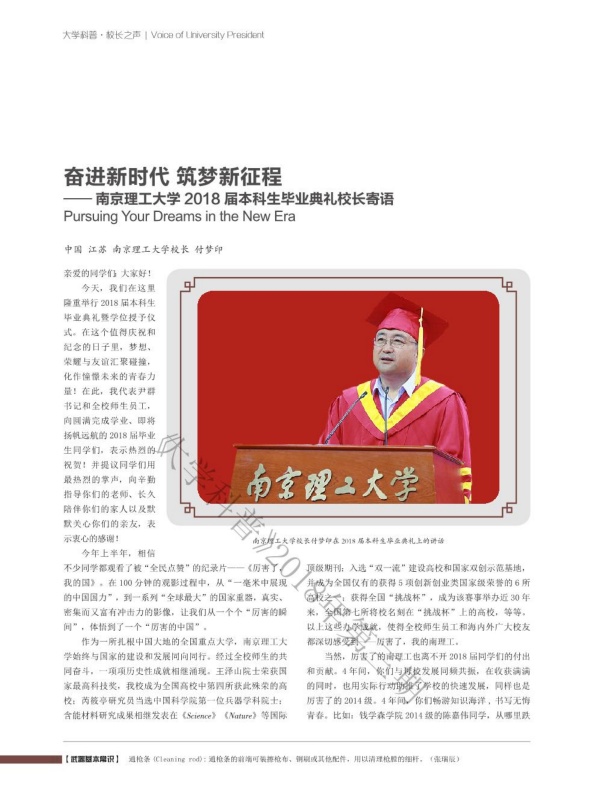 大学科普·校长之声 | Voice of University President
奋进新时代 筑梦新征程
—— 南京理工大学 2018 届本科生毕业典礼校长寄语
Pursuing Your Dreams in the New Era
中国 江苏 南京理工大学校长 付梦印
亲爱的同学们：大家好！
今天，我们在这里
隆重举行 2018 届本科生
毕业典礼暨学位授予仪
式。在这个值得庆祝和
纪念的日子里，梦想、
荣耀与友谊汇聚碰撞，
化作憧憬未来的青春力
量！在此，我代表尹群
书记和全校师生员工，
向圆满完成学业、即将
扬帆远航的 2018 届毕业
生同学们，表示热烈的
祝贺！并提议同学们用
最热烈的掌声，向辛勤
指导你们的老师、长久
陪伴你们的家人以及默
默关心你们的亲友，表
示衷心的感谢！
今年上半年，相信
不少同学都观看了被“全民点赞”的纪录片——《厉害了，
我的国》。在 100 分钟的观影过程中，从“一毫米中展现
的中国国力”，到一系列“全球最大”的国家重器，真实、
密集而又富有冲击力的影像，让我们从一个个“厉害的瞬
间”，体悟到了一个“厉害的中国”。
作为一所扎根中国大地的全国重点大学，南京理工大
学始终与国家的建设和发展同向同行。经过全校师生的共
同奋斗，一项项历史性成就相继涌现。王泽山院士荣获国
家最高科技奖，我校成为全国高校中第四所获此殊荣的高
校；芮筱亭研究员当选中国科学院第一位兵器学科院士；
含能材料研究成果相继发表在《Science》《Nature》等国际
南京理工大学
南京理工大学校长付梦印在 2018 届本科生毕业典礼上的讲话
顶级期刊；入选“双一流”建设高校和国家双创示范基地，
并成为全国仅有的获得 5 项创新创业类国家级荣誉的 6 所
高校之一；获得全国“挑战杯”，成为该赛事举办近 30 年
来，全国第七所将校名刻在“挑战杯”上的高校，等等。
以上这些办学成就，使得全校师生员工和海内外广大校友
都深切感受到——厉害了，我的南理工。
当然，厉害了的南理工也离不开 2018 届同学们的付出
和贡献。4 年间，你们与母校发展同频共振，在收获满满
的同时，也用实际行动助推了学校的快速发展，同样也是
厉害了的 2014 级。4 年间，你们畅游知识海洋，书写无悔
青春。比如：钱学森学院 2014 级的陈嘉伟同学，从哪里跌
《大学科普》2018年第二期
【武器基本常识】 通枪条 (Cleaning rod)：通枪条的前端可装擦枪布、铜刷或其他配件，用以清理枪膛的细杆。（张瑞辰）